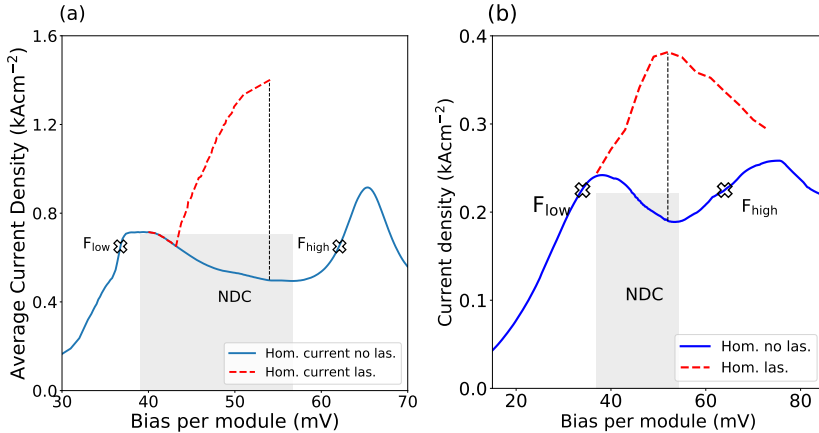 (a)
1.6
1.2
0.8
0.4
0.0
Average Current Density (kAcm⁻²)
F_low
F_high
NDC
Hom. current no las.
Hom. current las.
30 40 50 60 70
Bias per module (mV)
(b)
0.4
0.3
0.2
0.1
0.0
Current density (kAcm⁻²)
F_low
F_high
NDC
Hom. no las.
Hom. las.
20 40 60 80
Bias per module (mV)